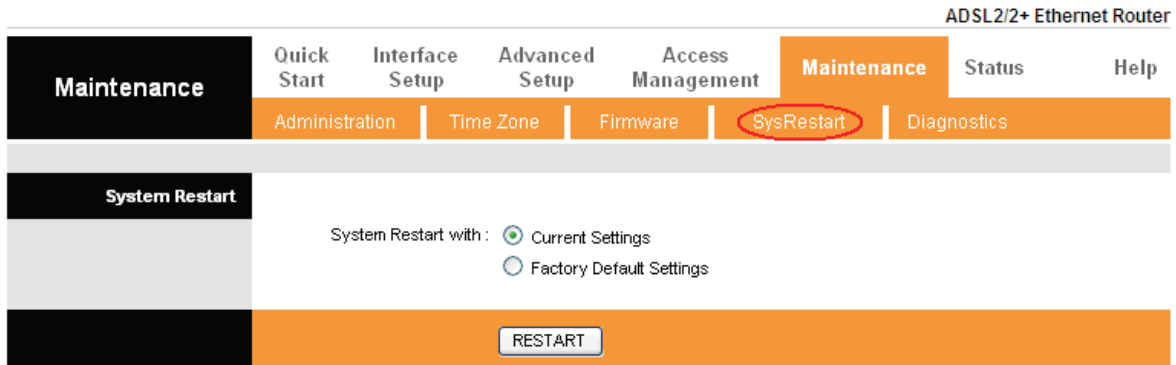 ADSL2/2+ Ethernet Router
Maintenance
Quick Start
Interface Setup
Advanced Setup
Access Management
Maintenance
Status
Help
Administration
Time Zone
Firmware
SysRestart
Diagnostics
System Restart
System Restart with :
Current Settings
Factory Default Settings
RESTART